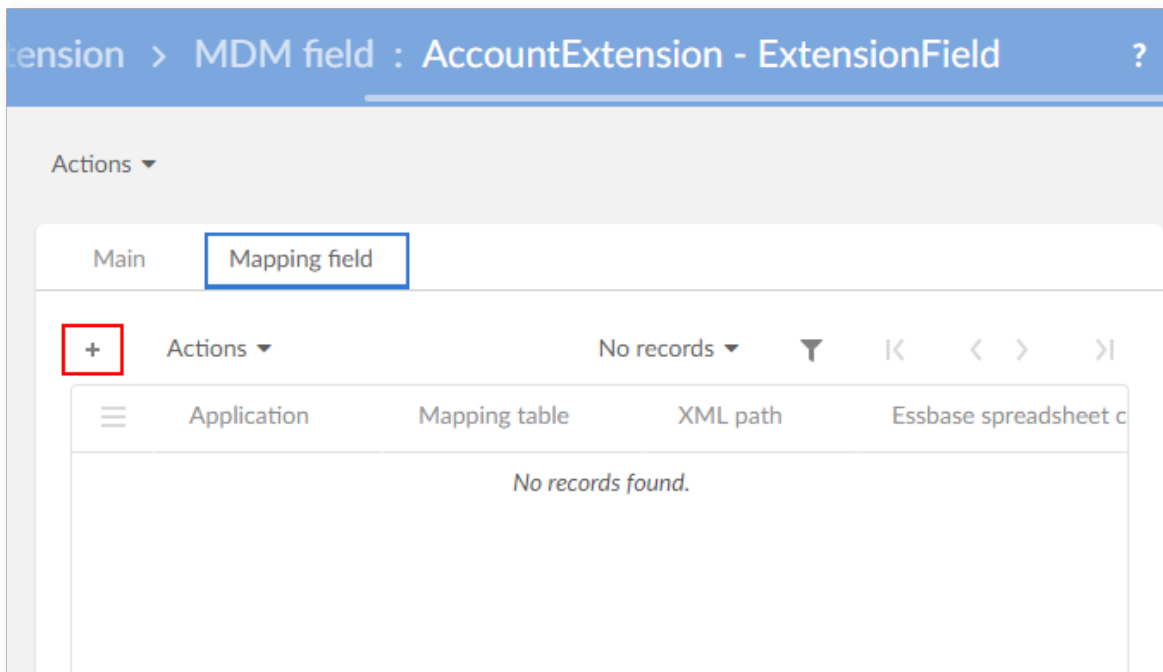 tension > MDM field : AccountExtension - ExtensionField ?
Actions
Main Mapping field
+ Actions No records
Application Mapping table XML path Essbase spreadsheet c
No records found.